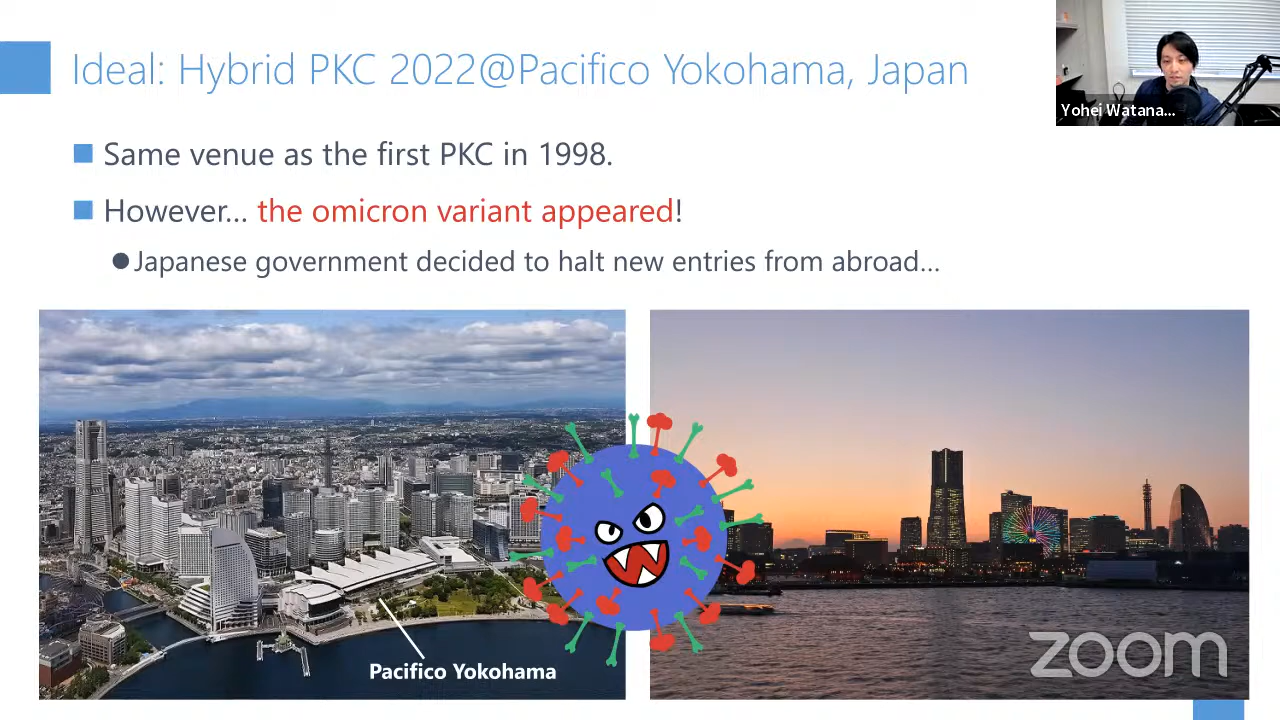 Ideal: Hybrid PKC 2022@Pacifico Yokohama, Japan
Yohei Watana...
Same venue as the first PKC in 1998.
However... the omicron variant appeared!
Japanese government decided to halt new entries from abroad...
Pacifico Yokohama
zoom